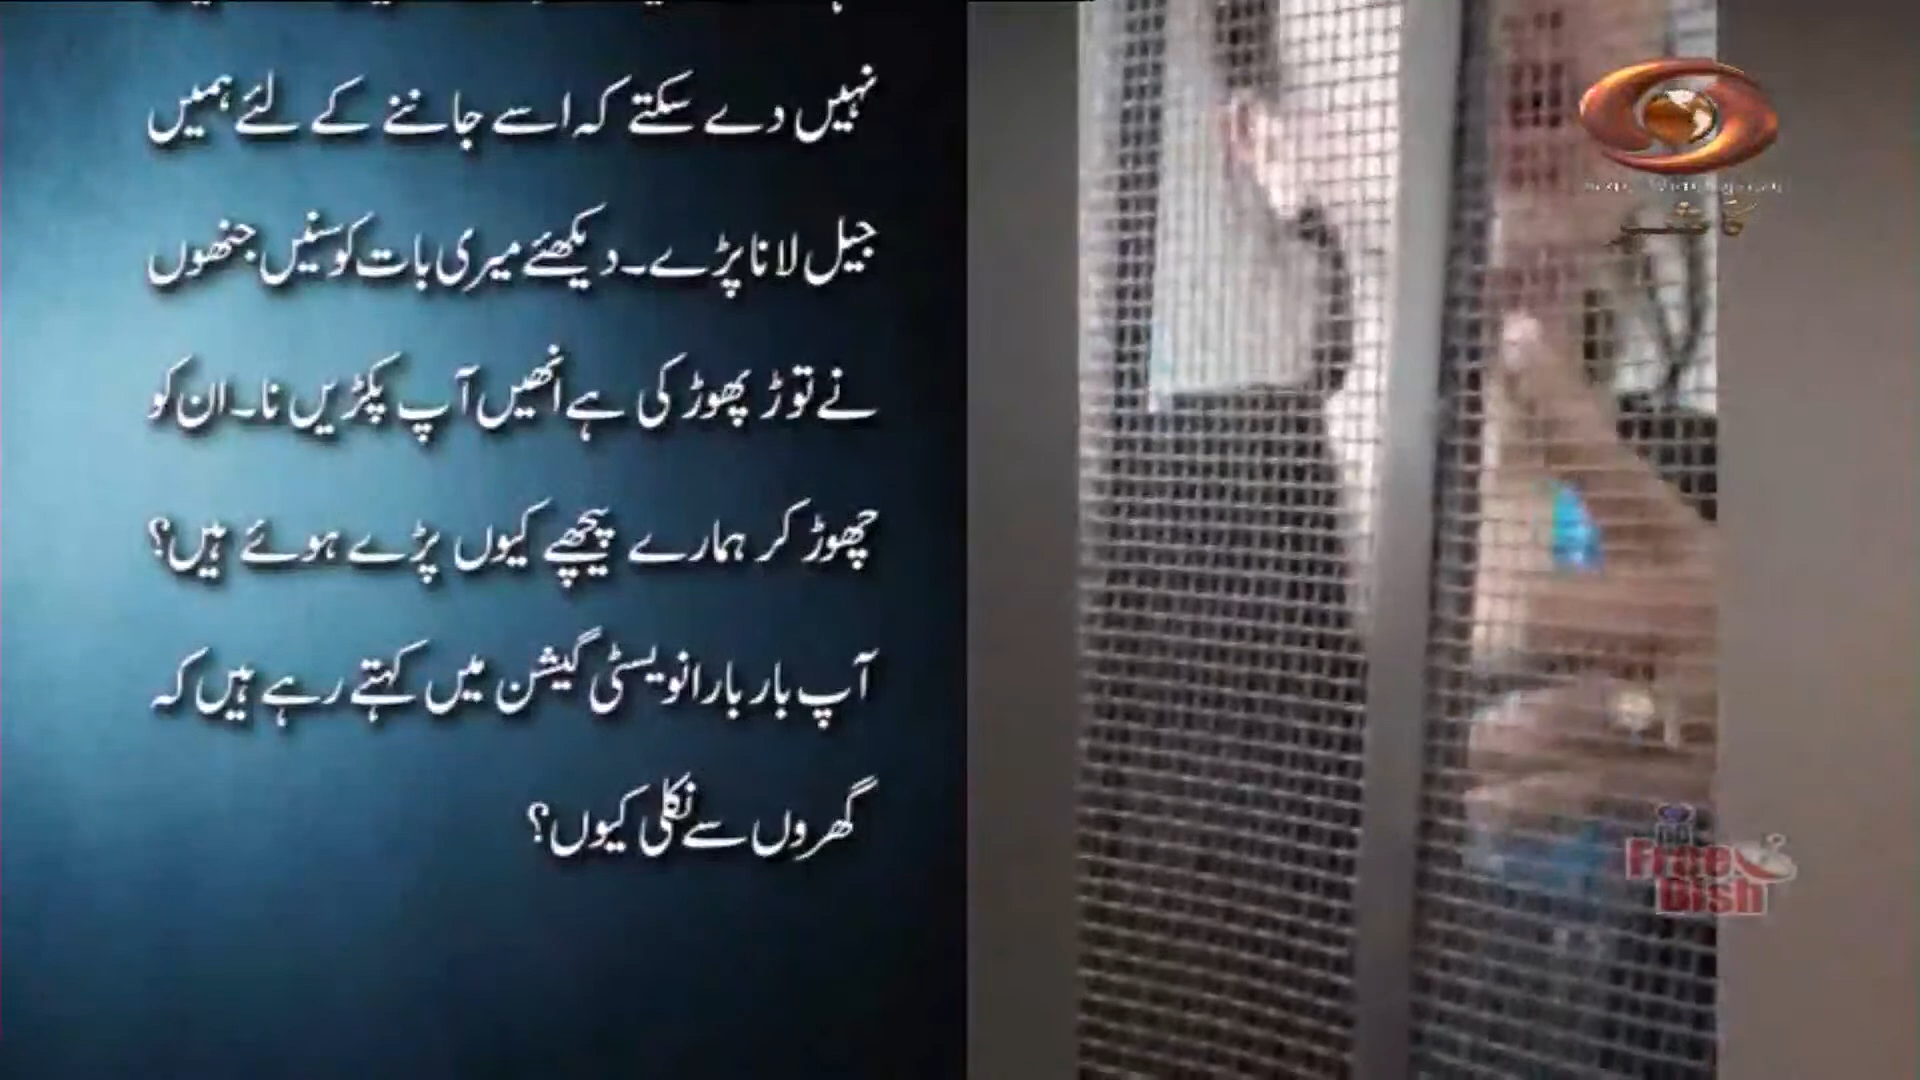 نہیں دے سکتے کہ اسے جاننے کے لئے ہمیں
جیل لانا پڑے۔ دیکھئے میری بات کو سنیں جنھوں
نے توڑ پھوڑ کی ہے انھیں آپ پکڑیں نا۔ ان کو
چھوڑ کر ہمارے پیچھے کیوں پڑے ہوئے ہیں؟
آپ بار بار انویسٹی گیشن میں کہتے رہے ہیں کہ
گھروں سے نکلی کیوں؟
کأشُر
DD
Free
Dish